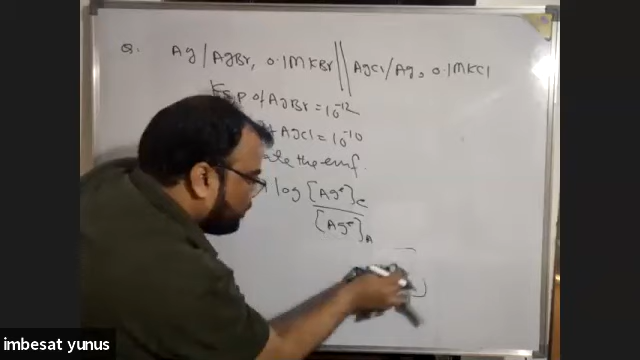 Q. Ag / AgBr, 0.1M KBr || AgCl / Ag, 0.1M KCl
Ksp of AgBr = 10⁻¹²
AgCl = 10⁻¹⁰
the emf.
log [Ag⁺]c
[Ag⁺]A
imbesat yunus